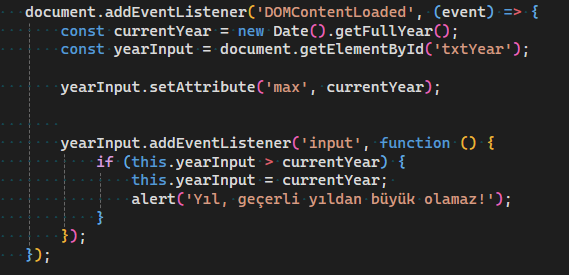 document.addEventListener('DOMContentLoaded', (event) => {
const currentYear = new Date().getFullYear();
const yearInput = document.getElementById('txtYear');
yearInput.setAttribute('max', currentYear);
yearInput.addEventListener('input', function () {
if (this.yearInput > currentYear) {
this.yearInput = currentYear;
alert('Yıl, geçerli yıldan büyük olamaz!');
}
});
});